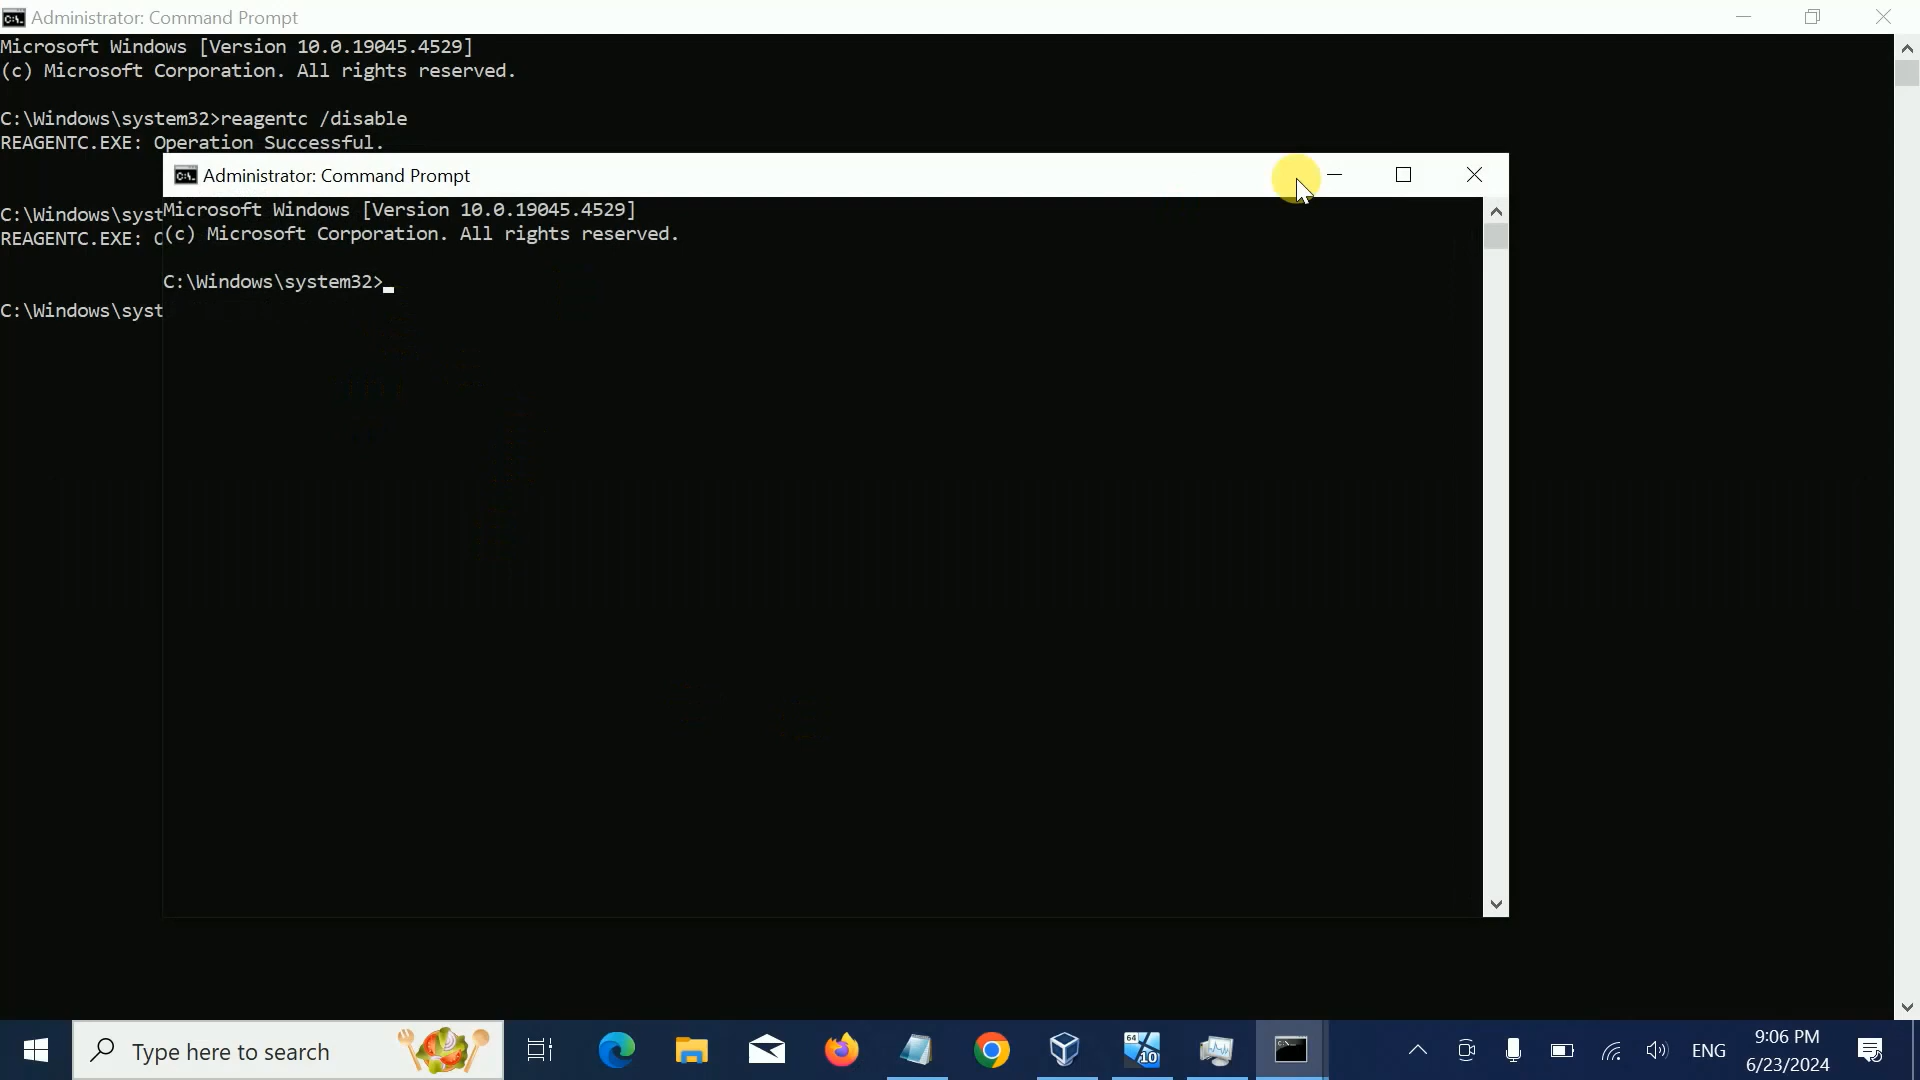 Administrator: Command Prompt
Microsoft Windows [Version 10.0.19045.4529]
(c) Microsoft Corporation. All rights reserved.
C:\Windows\system32>reagentc /disable
REAGENTC.EXE: Operation Successful.
C:\Windows\syst
REAGENTC.EXE:
C:\Windows\syst
Administrator: Command Prompt
Microsoft Windows [Version 10.0.19045.4529]
(c) Microsoft Corporation. All rights reserved.
C:\Windows\system32>
Type here to search
64
10
ENG
9:06 PM
6/23/2024